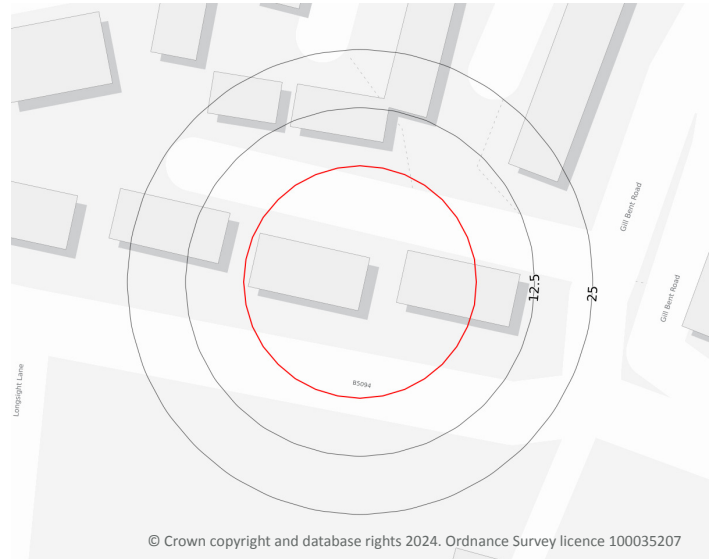 Gill Bent Road
Gill Bent Road
12.5
25
Longsight Lane
B5094
© Crown copyright and database rights 2024. Ordnance Survey licence 100035207